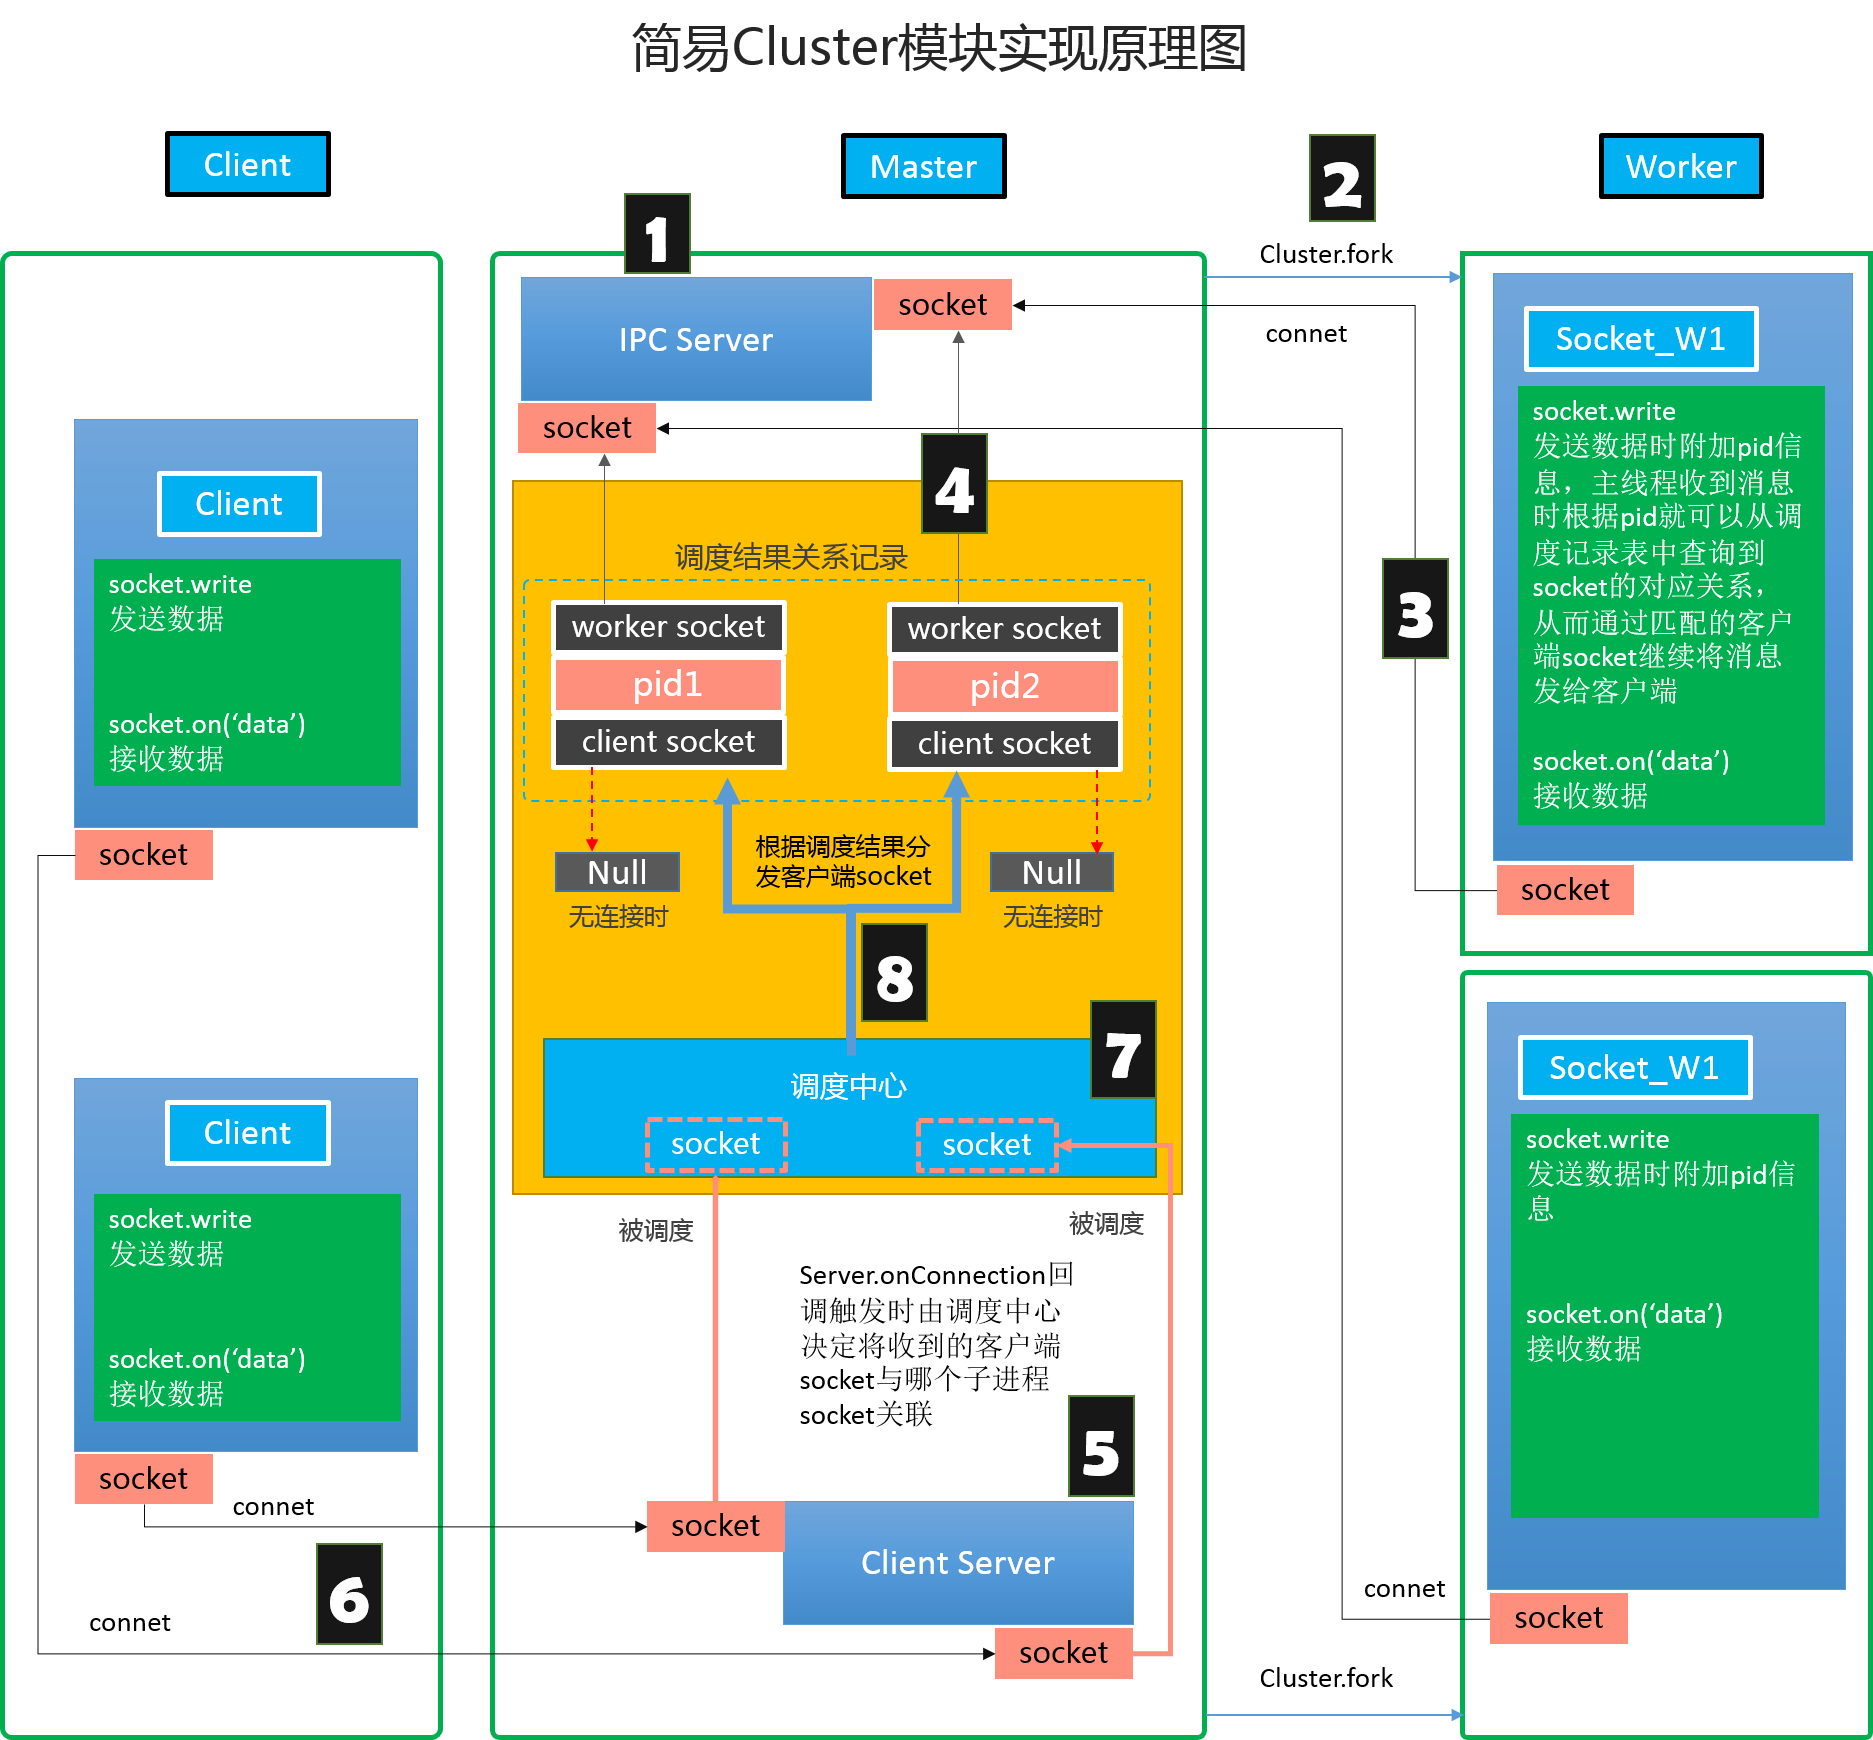 简易Cluster模块实现原理图
Client
Master
Worker
1
2
Cluster.fork
IPC Server
socket
connet
socket
Client
socket.write
发送数据
socket.on(‘data’)
接收数据
socket
4
调度结果关系记录
worker socket
pid1
client socket
worker socket
pid2
client socket
Null
无连接时
根据调度结果分
发客户端socket
Null
无连接时
8
7
调度中心
socket
socket
被调度
被调度
Server.onConnection回
调触发时由调度中心
决定将收到的客户端
socket与哪个子进程
socket关联
5
socket
Client Server
socket
3
Socket_W1
socket.write
发送数据时附加pid信
息，主线程收到消息
时根据pid就可以从调
度记录表中查询到
socket的对应关系，
从而通过匹配的客户
端socket继续将消息
发给客户端
socket.on(‘data’)
接收数据
socket
Client
socket.write
发送数据
socket.on(‘data’)
接收数据
socket
connet
6
connet
Socket_W1
socket.write
发送数据时附加pid信
息
socket.on(‘data’)
接收数据
connet
socket
Cluster.fork